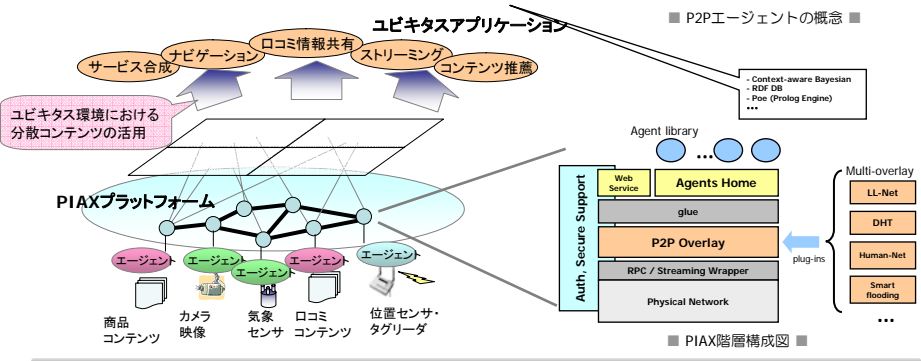 ユビキタスアプリケーション
■ P2Pエージェントの概念 ■
サービス合成
ナビゲーション
口コミ情報共有
ストリーミング
コンテンツ推薦
- Context-aware Bayesian
- RDF DB
- Poe (Prolog Engine)
•••
ユビキタス環境における
分散コンテンツの活用
PIAXプラットフォーム
エージェント
エージェント
エージェント
エージェント
エージェント
商品
コンテンツ
カメラ
映像
気象
センサ
口コミ
コンテンツ
位置センサ・
タグリーダ
Agent library
...
Auth, Secure Support
Web
Service
Agents Home
glue
P2P Overlay
RPC / Streaming Wrapper
Physical Network
plug-ins
Multi-overlay
LL-Net
DHT
Human-Net
Smart
flooding
...
■ PIAX階層構成図 ■